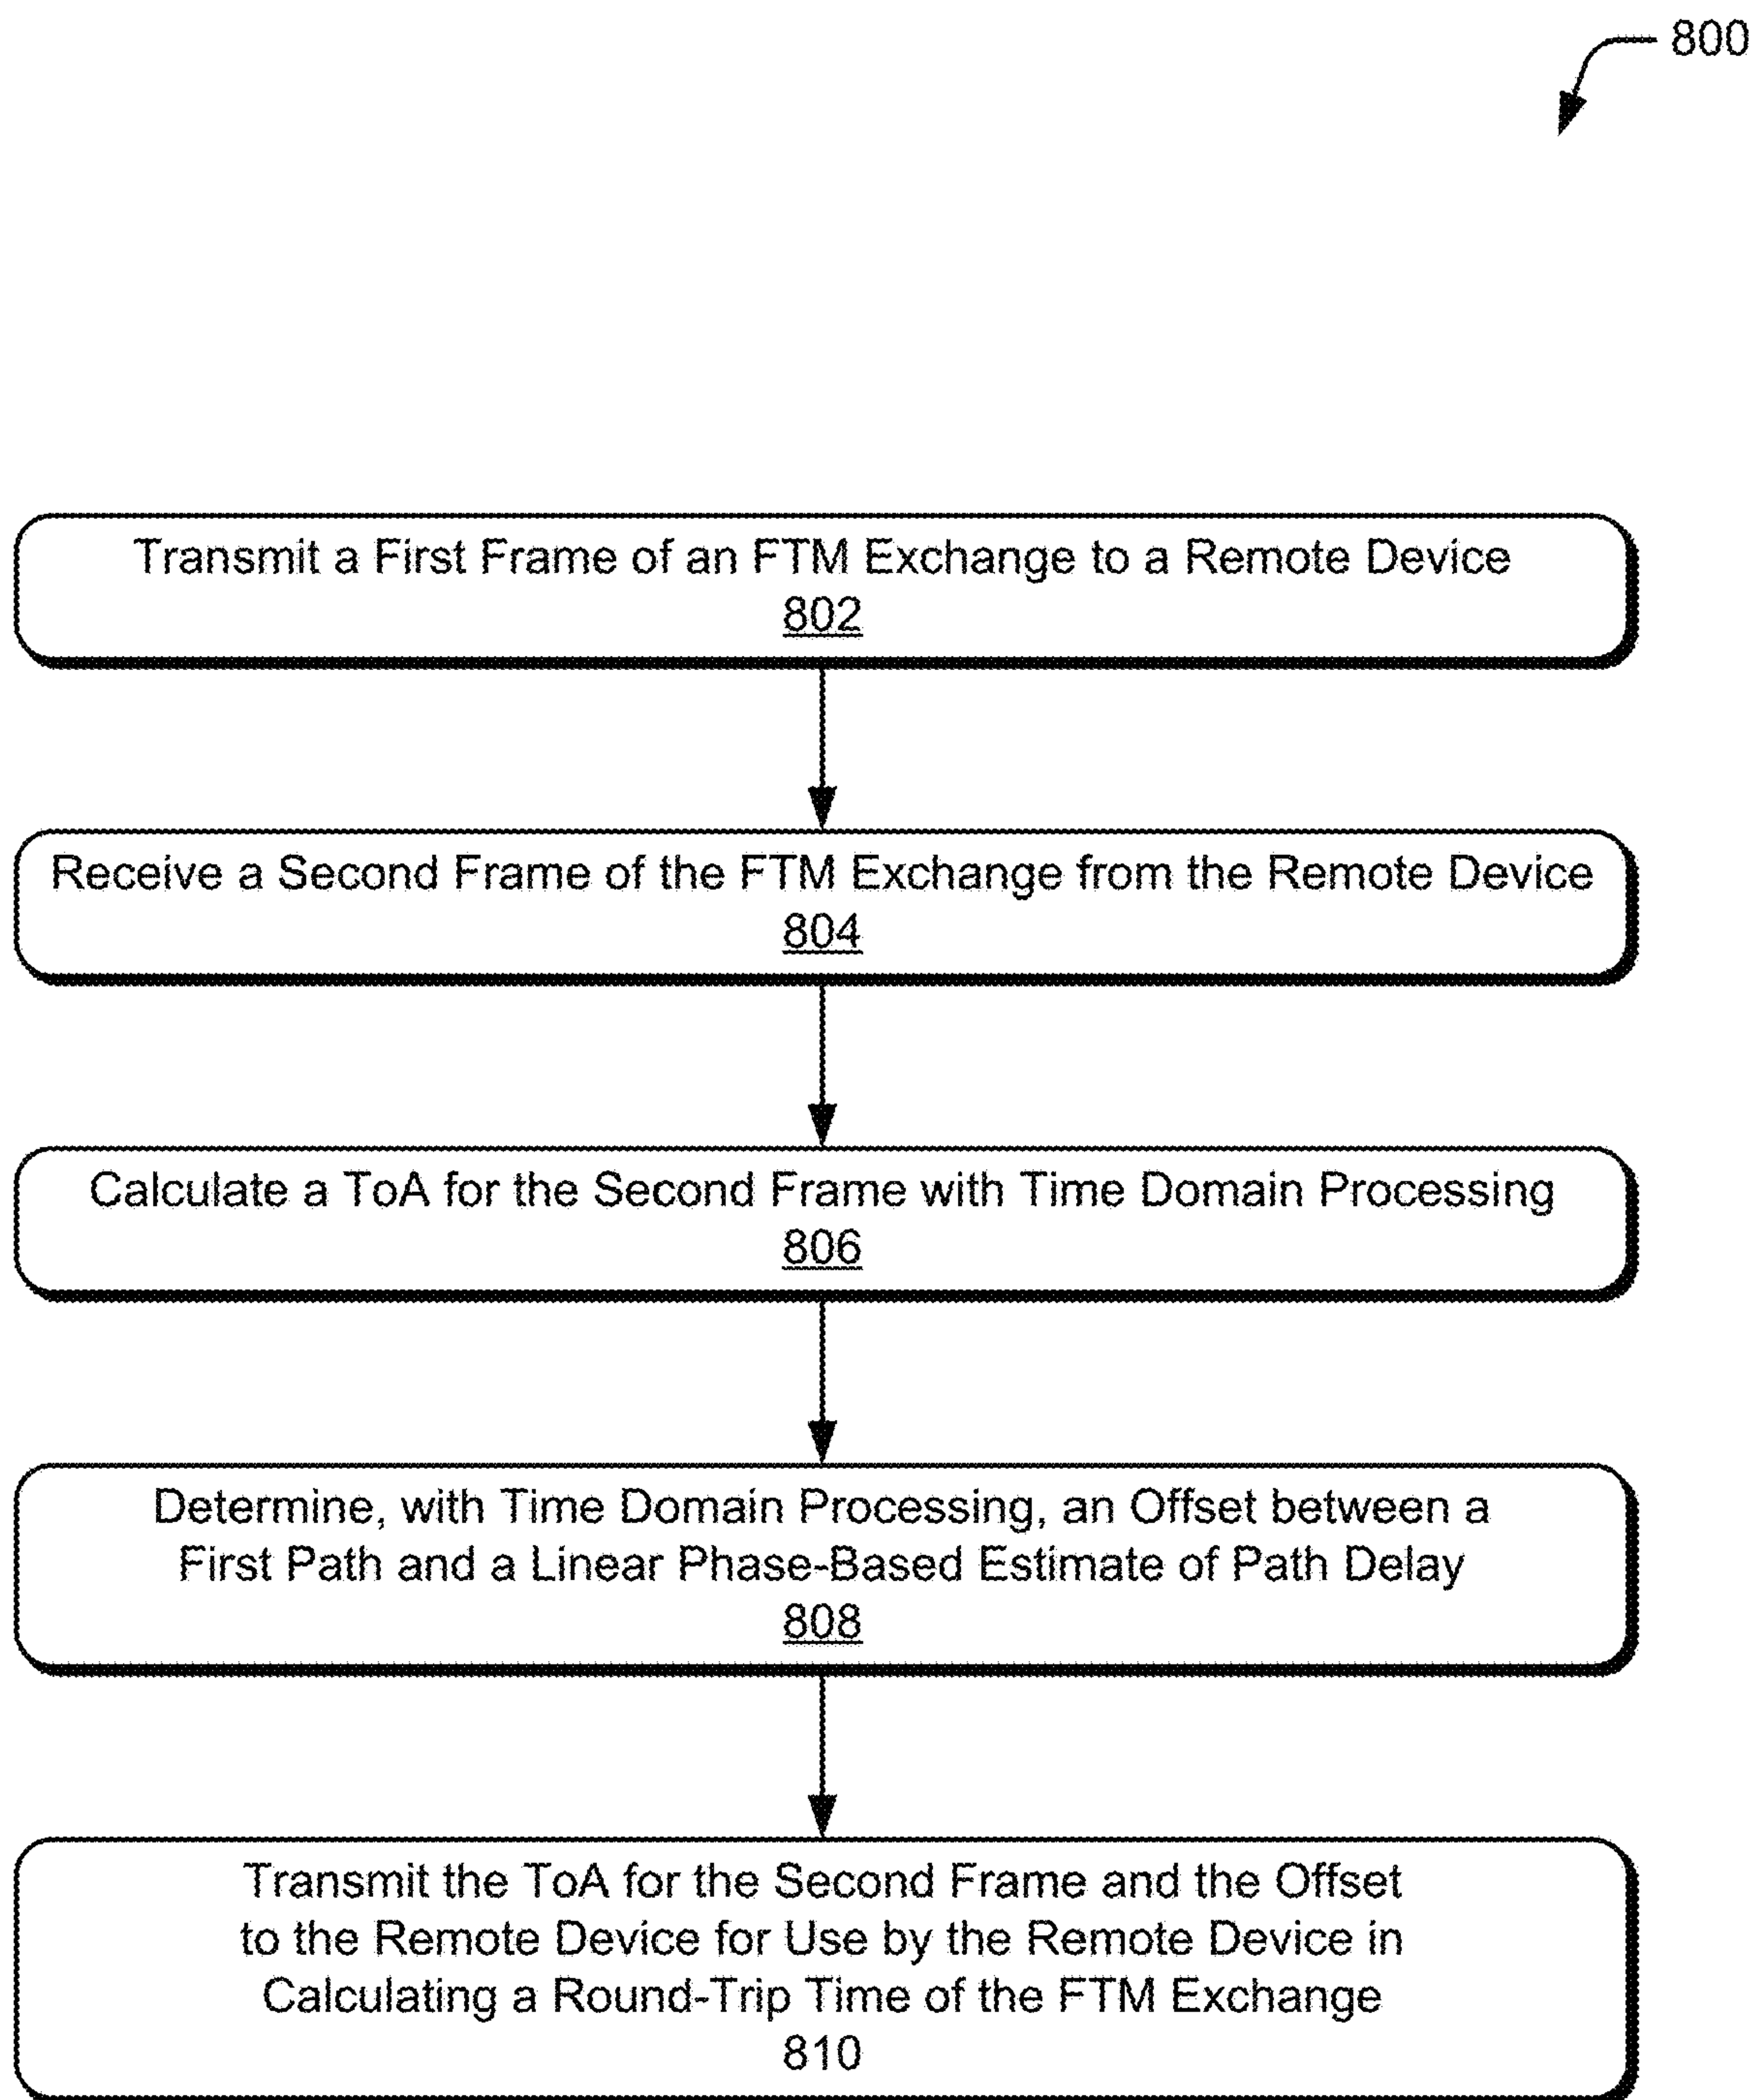 800
Transmit a First Frame of an FTM Exchange to a Remote Device
802
Receive a Second Frame of the FTM Exchange from the Remote Device
804
Calculate a ToA for the Second Frame with Time Domain Processing
806
Determine, with Time Domain Processing, an Offset between a
First Path and a Linear Phase-Based Estimate of Path Delay
808
Transmit the ToA for the Second Frame and the Offset
to the Remote Device for Use by the Remote Device in
Calculating a Round-Trip Time of the FTM Exchange
810